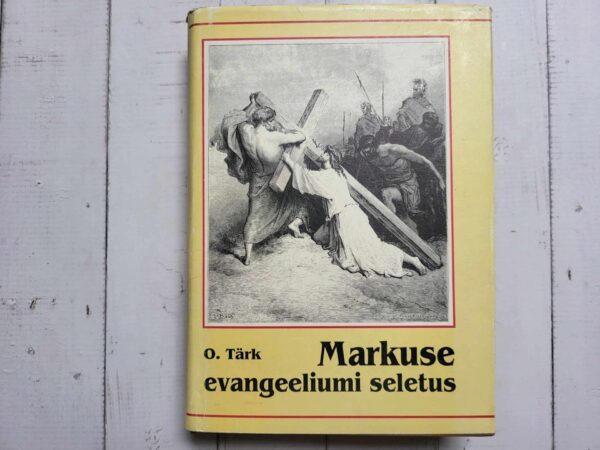 O. Tärk Markuse
evangeeliumi seletus